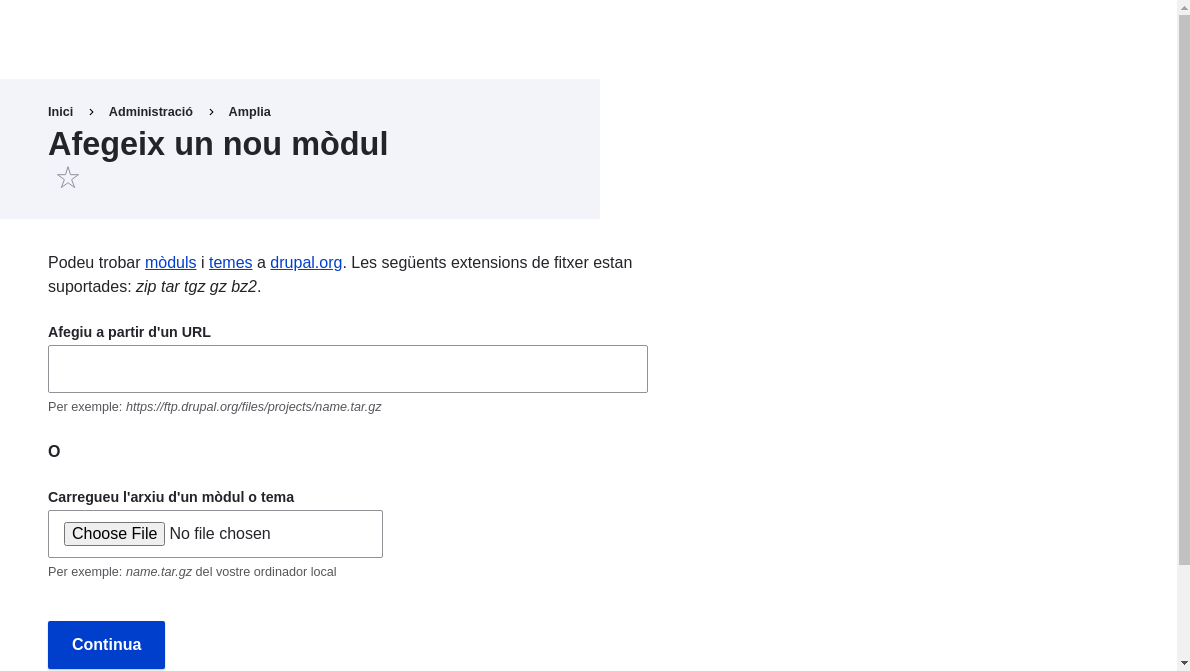 Inici › Administració › Amplia
Afegeix un nou mòdul
Podeu trobar mòduls i temes a drupal.org. Les següents extensions de fitxer estan
suportades: zip tar tgz gz bz2.
Afegiu a partir d'un URL
Per exemple: https://ftp.drupal.org/files/projects/name.tar.gz
O
Carregueu l'arxiu d'un mòdul o tema
Choose File No file chosen
Per exemple: name.tar.gz del vostre ordinador local
Continua